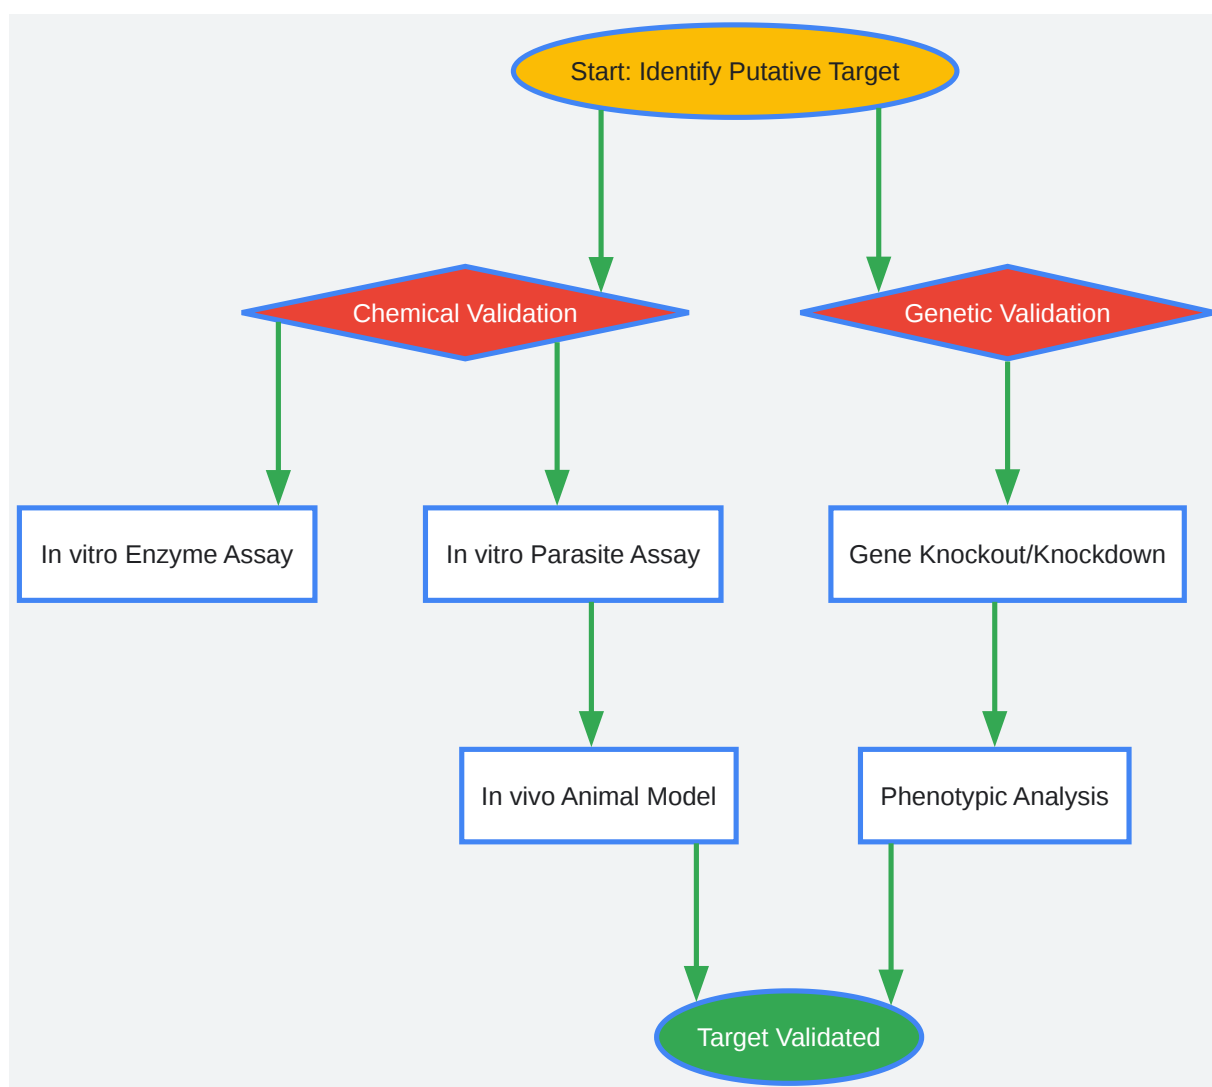 Start: Identify Putative Target
Chemical Validation
Genetic Validation
In vitro Enzyme Assay
In vitro Parasite Assay
Gene Knockout/Knockdown
In vivo Animal Model
Phenotypic Analysis
Target Validated